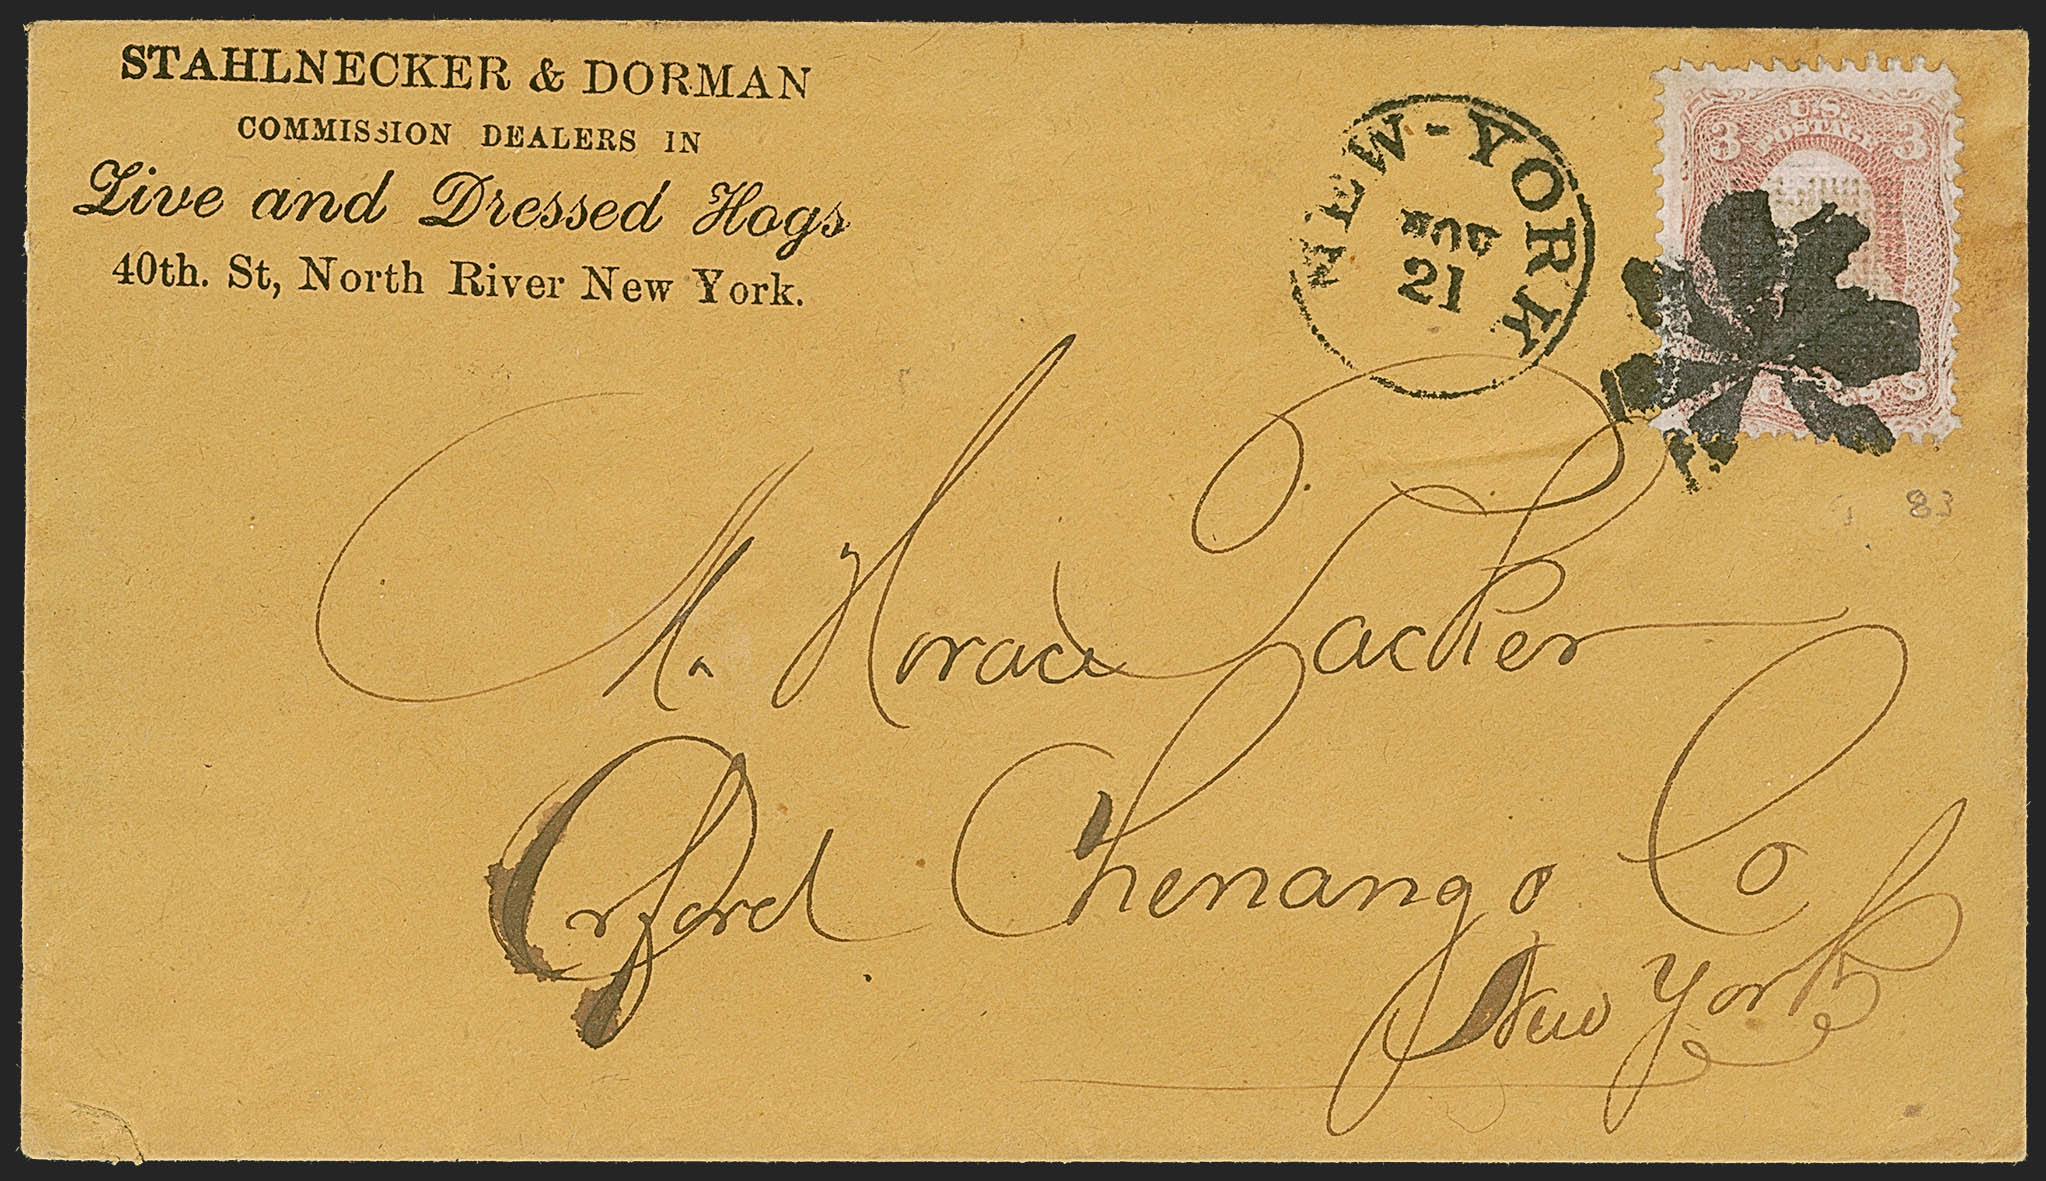 STAHLNECKER & DORMAN
COMMISSION DEALERS IN
Live and Dressed Hogs
40th. St, North River New York.
NEW-YORK
NOV
21
U.S.
POSTAGE
3 3
83
Mr Horace Packer
Oxford Chenango Co
New York